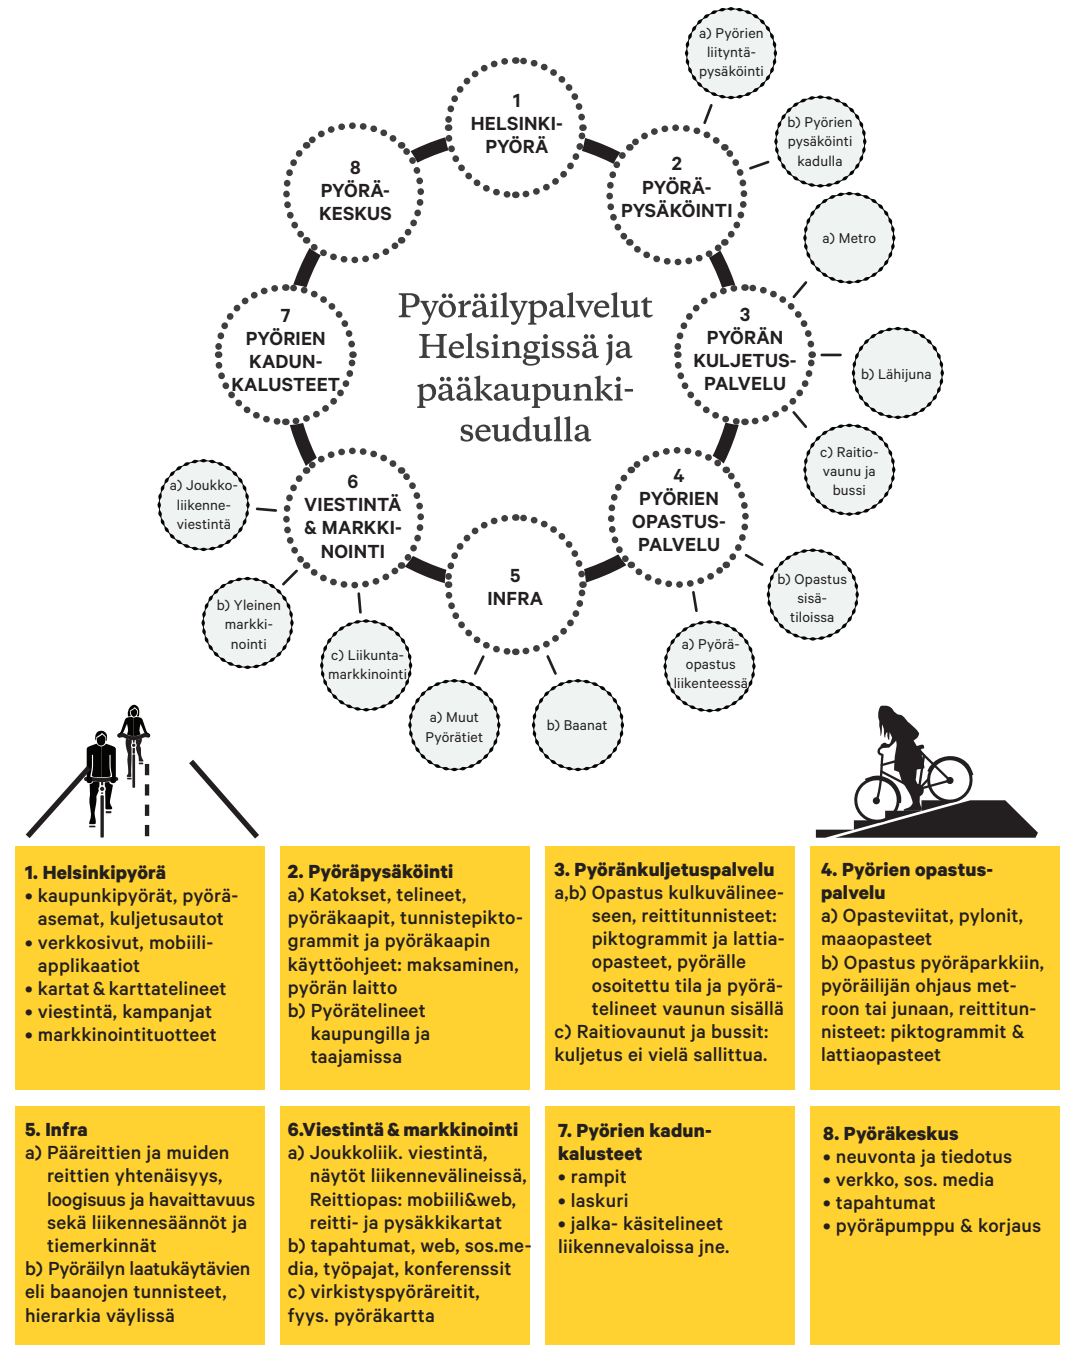 a) Pyörien
liityntä-
pysäköinti
1
HELSINKI-
PYÖRÄ
b) Pyörien
pysäköinti
kadulla
8
PYÖRÄ-
KESKUS
2
PYÖRÄ-
PYSÄKÖINTI
a) Metro
Pyöräilypalvelut
Helsingissä ja
pääkaupunki-
seudulla
7
PYÖRIEN
KADUN-
KALUSTEET
3
PYÖRÄN
KULJETUS-
PALVELU
b) Lähijuna
c) Raitio-
vaunu ja
bussi
6
VIESTINTÄ
& MARKKI-
NOINTI
4
PYÖRIEN
OPASTUS-
PALVELU
a) Joukko-
liikenne-
viestintä
5
INFRA
b) Opastus
sisä-
tiloissa
b) Yleinen
markki-
nointi
c) Liikunta-
markkinointi
a) Pyörä-
opastus
liikenteessä
a) Muut
Pyörätiet
b) Baanat
1. Helsinkipyörä
• kaupunkipyörät, pyörä-
asemat, kuljetusautot
• verkkosivut, mobiili-
applikaatiot
• kartat & karttatelineet
• viestintä, kampanjat
• markkinointituotteet
2. Pyöräpysäköinti
a) Katokset, telineet,
pyöräkaapit, tunnistepikto-
grammit ja pyöräkaapin
käyttöohjeet: maksaminen,
pyörän laitto
b) Pyörätelineet
kaupungilla ja
taajamissa
3. Pyöränkuljetuspalvelu
a,b) Opastus kulkuvälinee-
seen, reittitunnisteet:
piktogrammit ja lattia-
opasteet, pyörälle
osoitettu tila ja pyörä-
telineet vaunun sisällä
c) Raitiovaunut ja bussit:
kuljetus ei vielä sallittua.
4. Pyörien opastus-
palvelu
a) Opasteviitat, pylonit,
maaopasteet
b) Opastus pyöräparkkiin,
pyöräilijän ohjaus met-
roon tai junaan, reittitun-
nisteet: piktogrammit &
lattiaopasteet
5. Infra
a) Pääreittien ja muiden
reittien yhtenäisyys,
loogisuus ja havaittavuus
sekä liikennesäännöt ja
tiemerkinnät
b) Pyöräilyn laatukäytävien
eli baanojen tunnisteet,
hierarkia väylissä
6.Viestintä & markkinointi
a) Joukkoliik. viestintä,
näytöt liikennevälineissä,
Reittiopas: mobiili&web,
reitti- ja pysäkkikartat
b) tapahtumat, web, sos.me-
dia, työpajat, konferenssit
c) virkistyspyöräreitit,
fyys. pyöräkartta
7. Pyörien kadun-
kalusteet
• rampit
• laskuri
• jalka- käsitelineet
liikennevaloissa jne.
8. Pyöräkeskus
• neuvonta ja tiedotus
• verkko, sos. media
• tapahtumat
• pyöräpumppu & korjaus